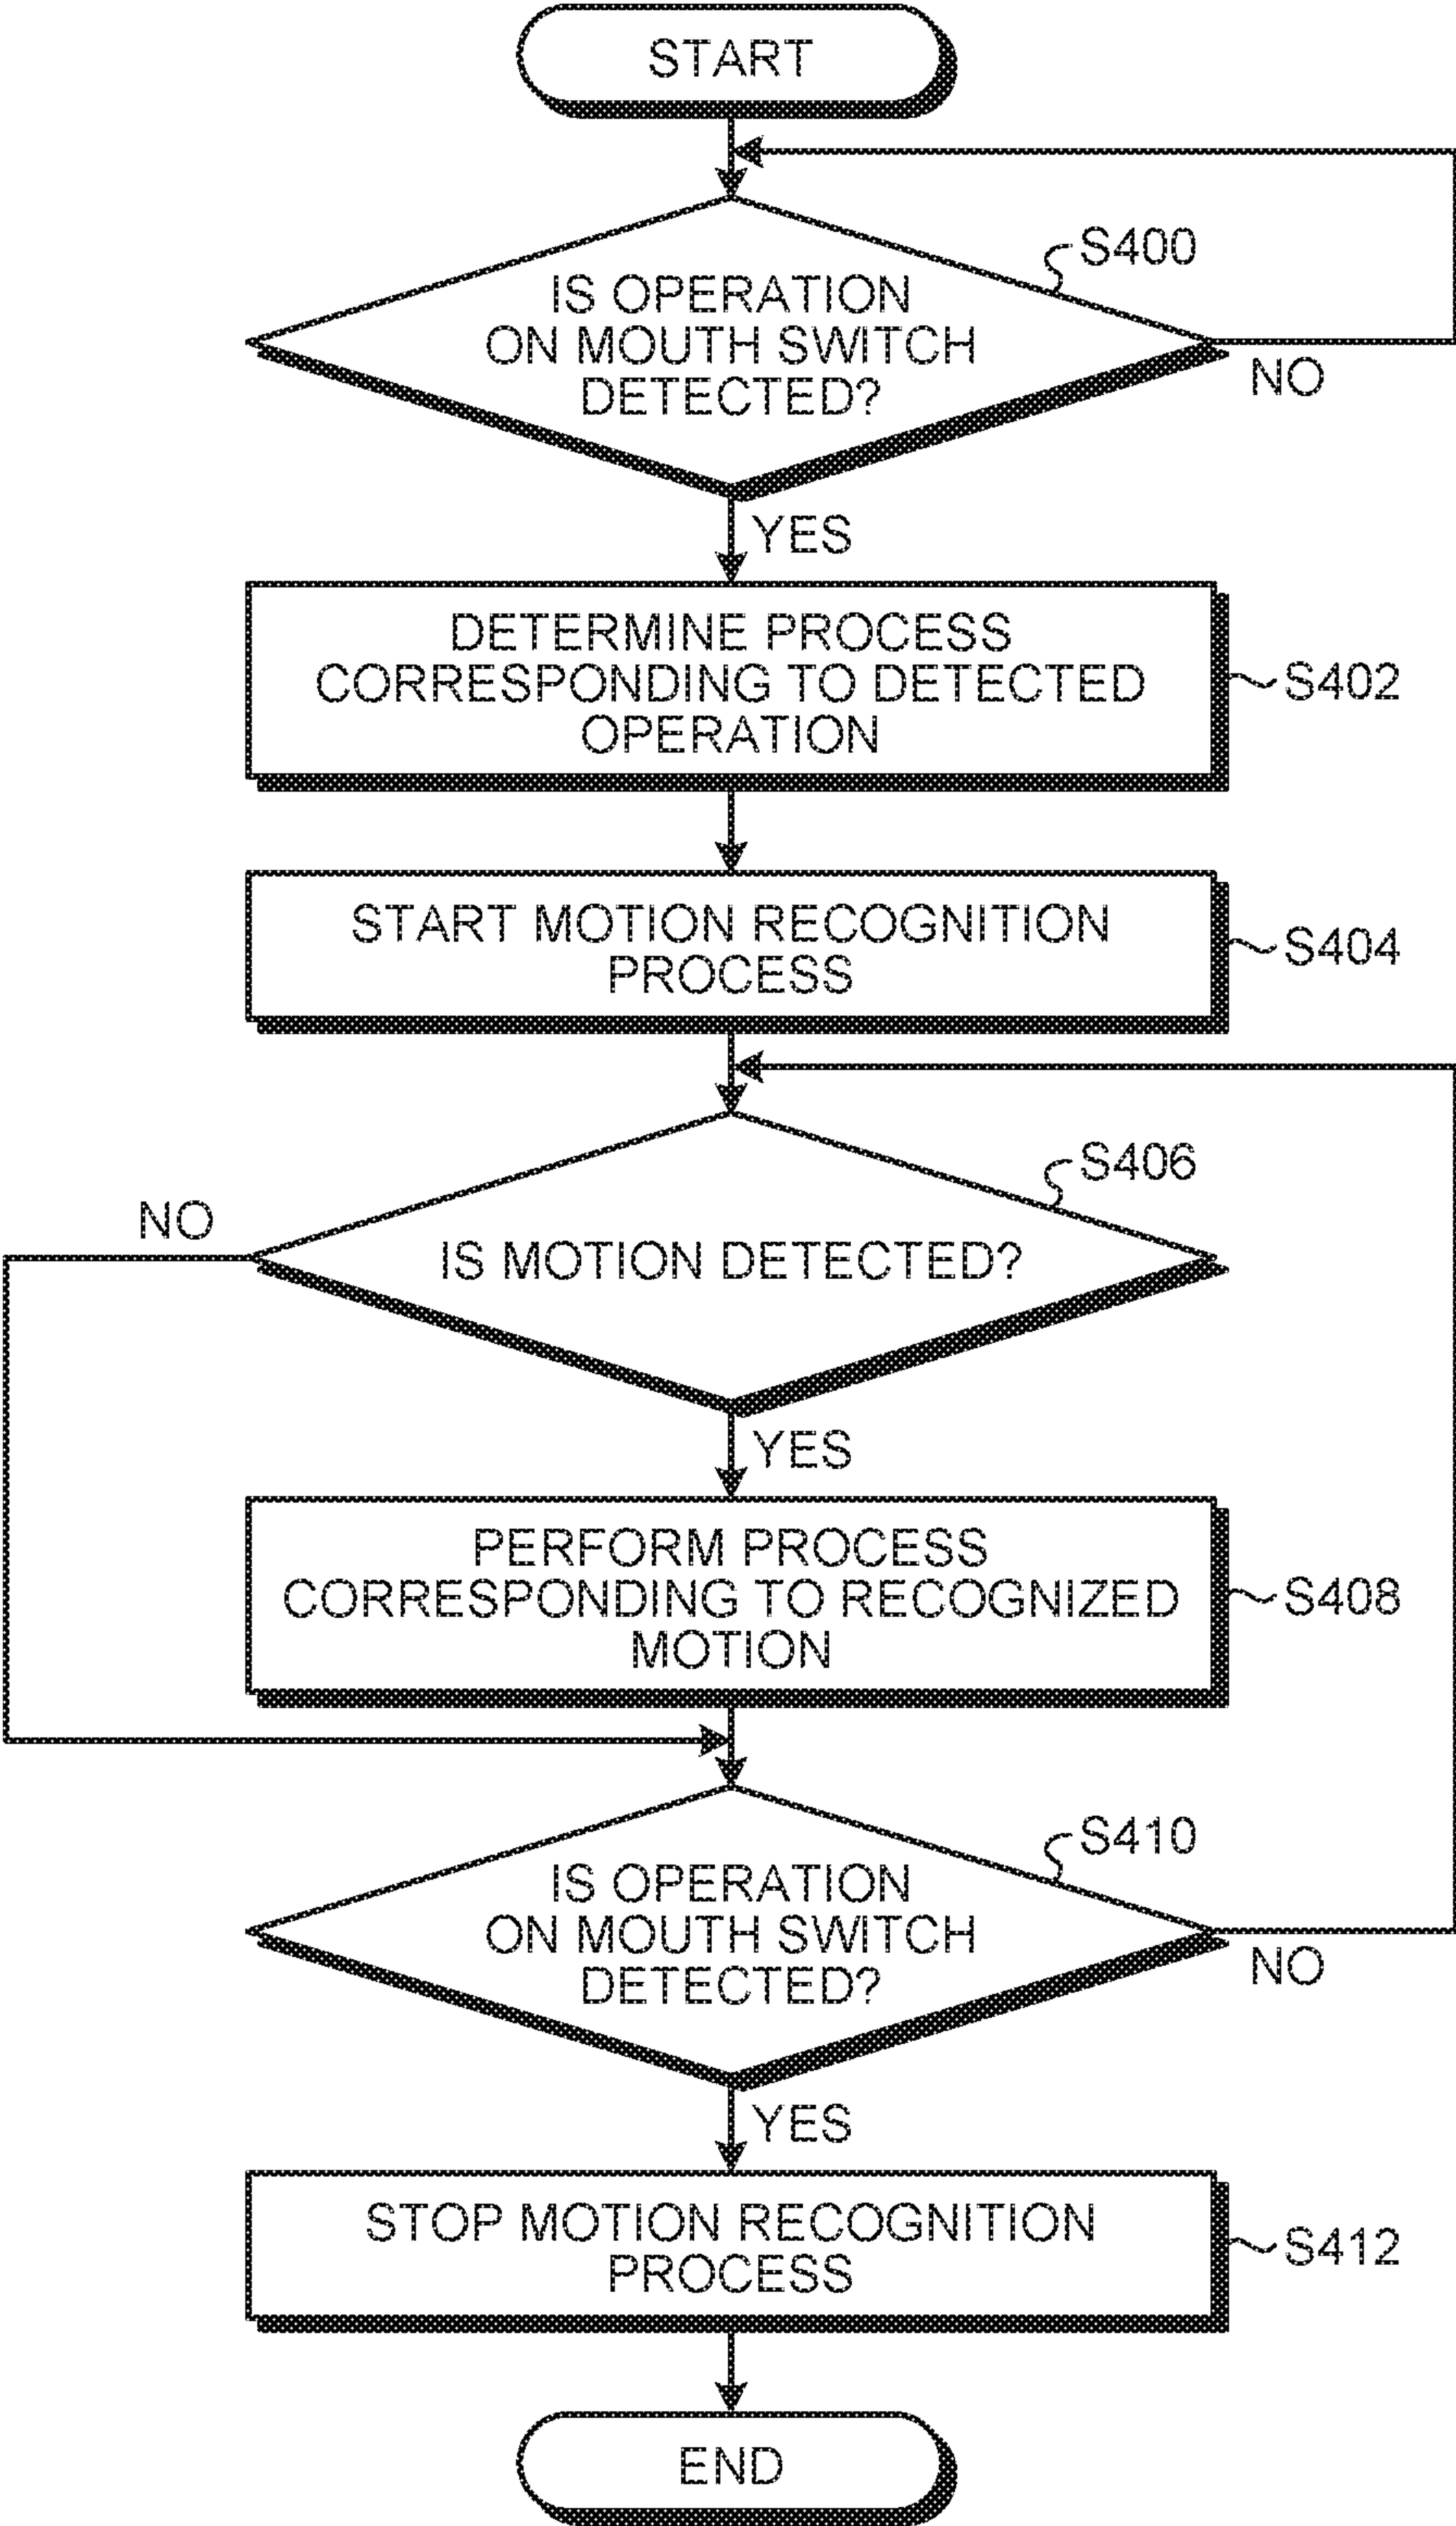 START
S400
IS OPERATION
ON MOUTH SWITCH
DETECTED?
NO
YES
DETERMINE PROCESS
CORRESPONDING TO DETECTED
OPERATION
S402
START MOTION RECOGNITION
PROCESS
S404
S406
NO
IS MOTION DETECTED?
YES
PERFORM PROCESS
CORRESPONDING TO RECOGNIZED
MOTION
S408
S410
IS OPERATION
ON MOUTH SWITCH
DETECTED?
NO
YES
STOP MOTION RECOGNITION
PROCESS
S412
END